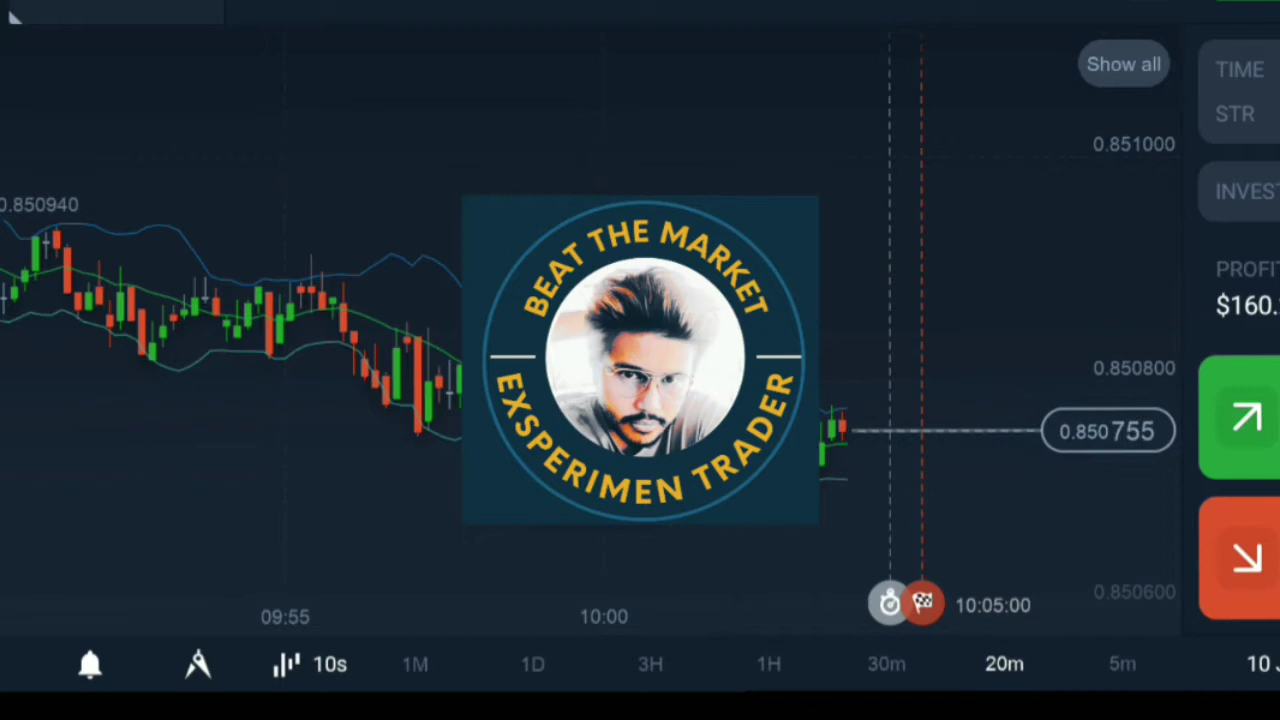 Show all
TIME
STR
0.851000
INVES
0.850940
BEAT THE MARKET
EXSPERIMEN TRADER
PROFIT
$160.
0.850800
0.850755
0.850600
09:55
10:00
10:05:00
10s
1M
1D
3H
1H
30m
20m
5m
10 J